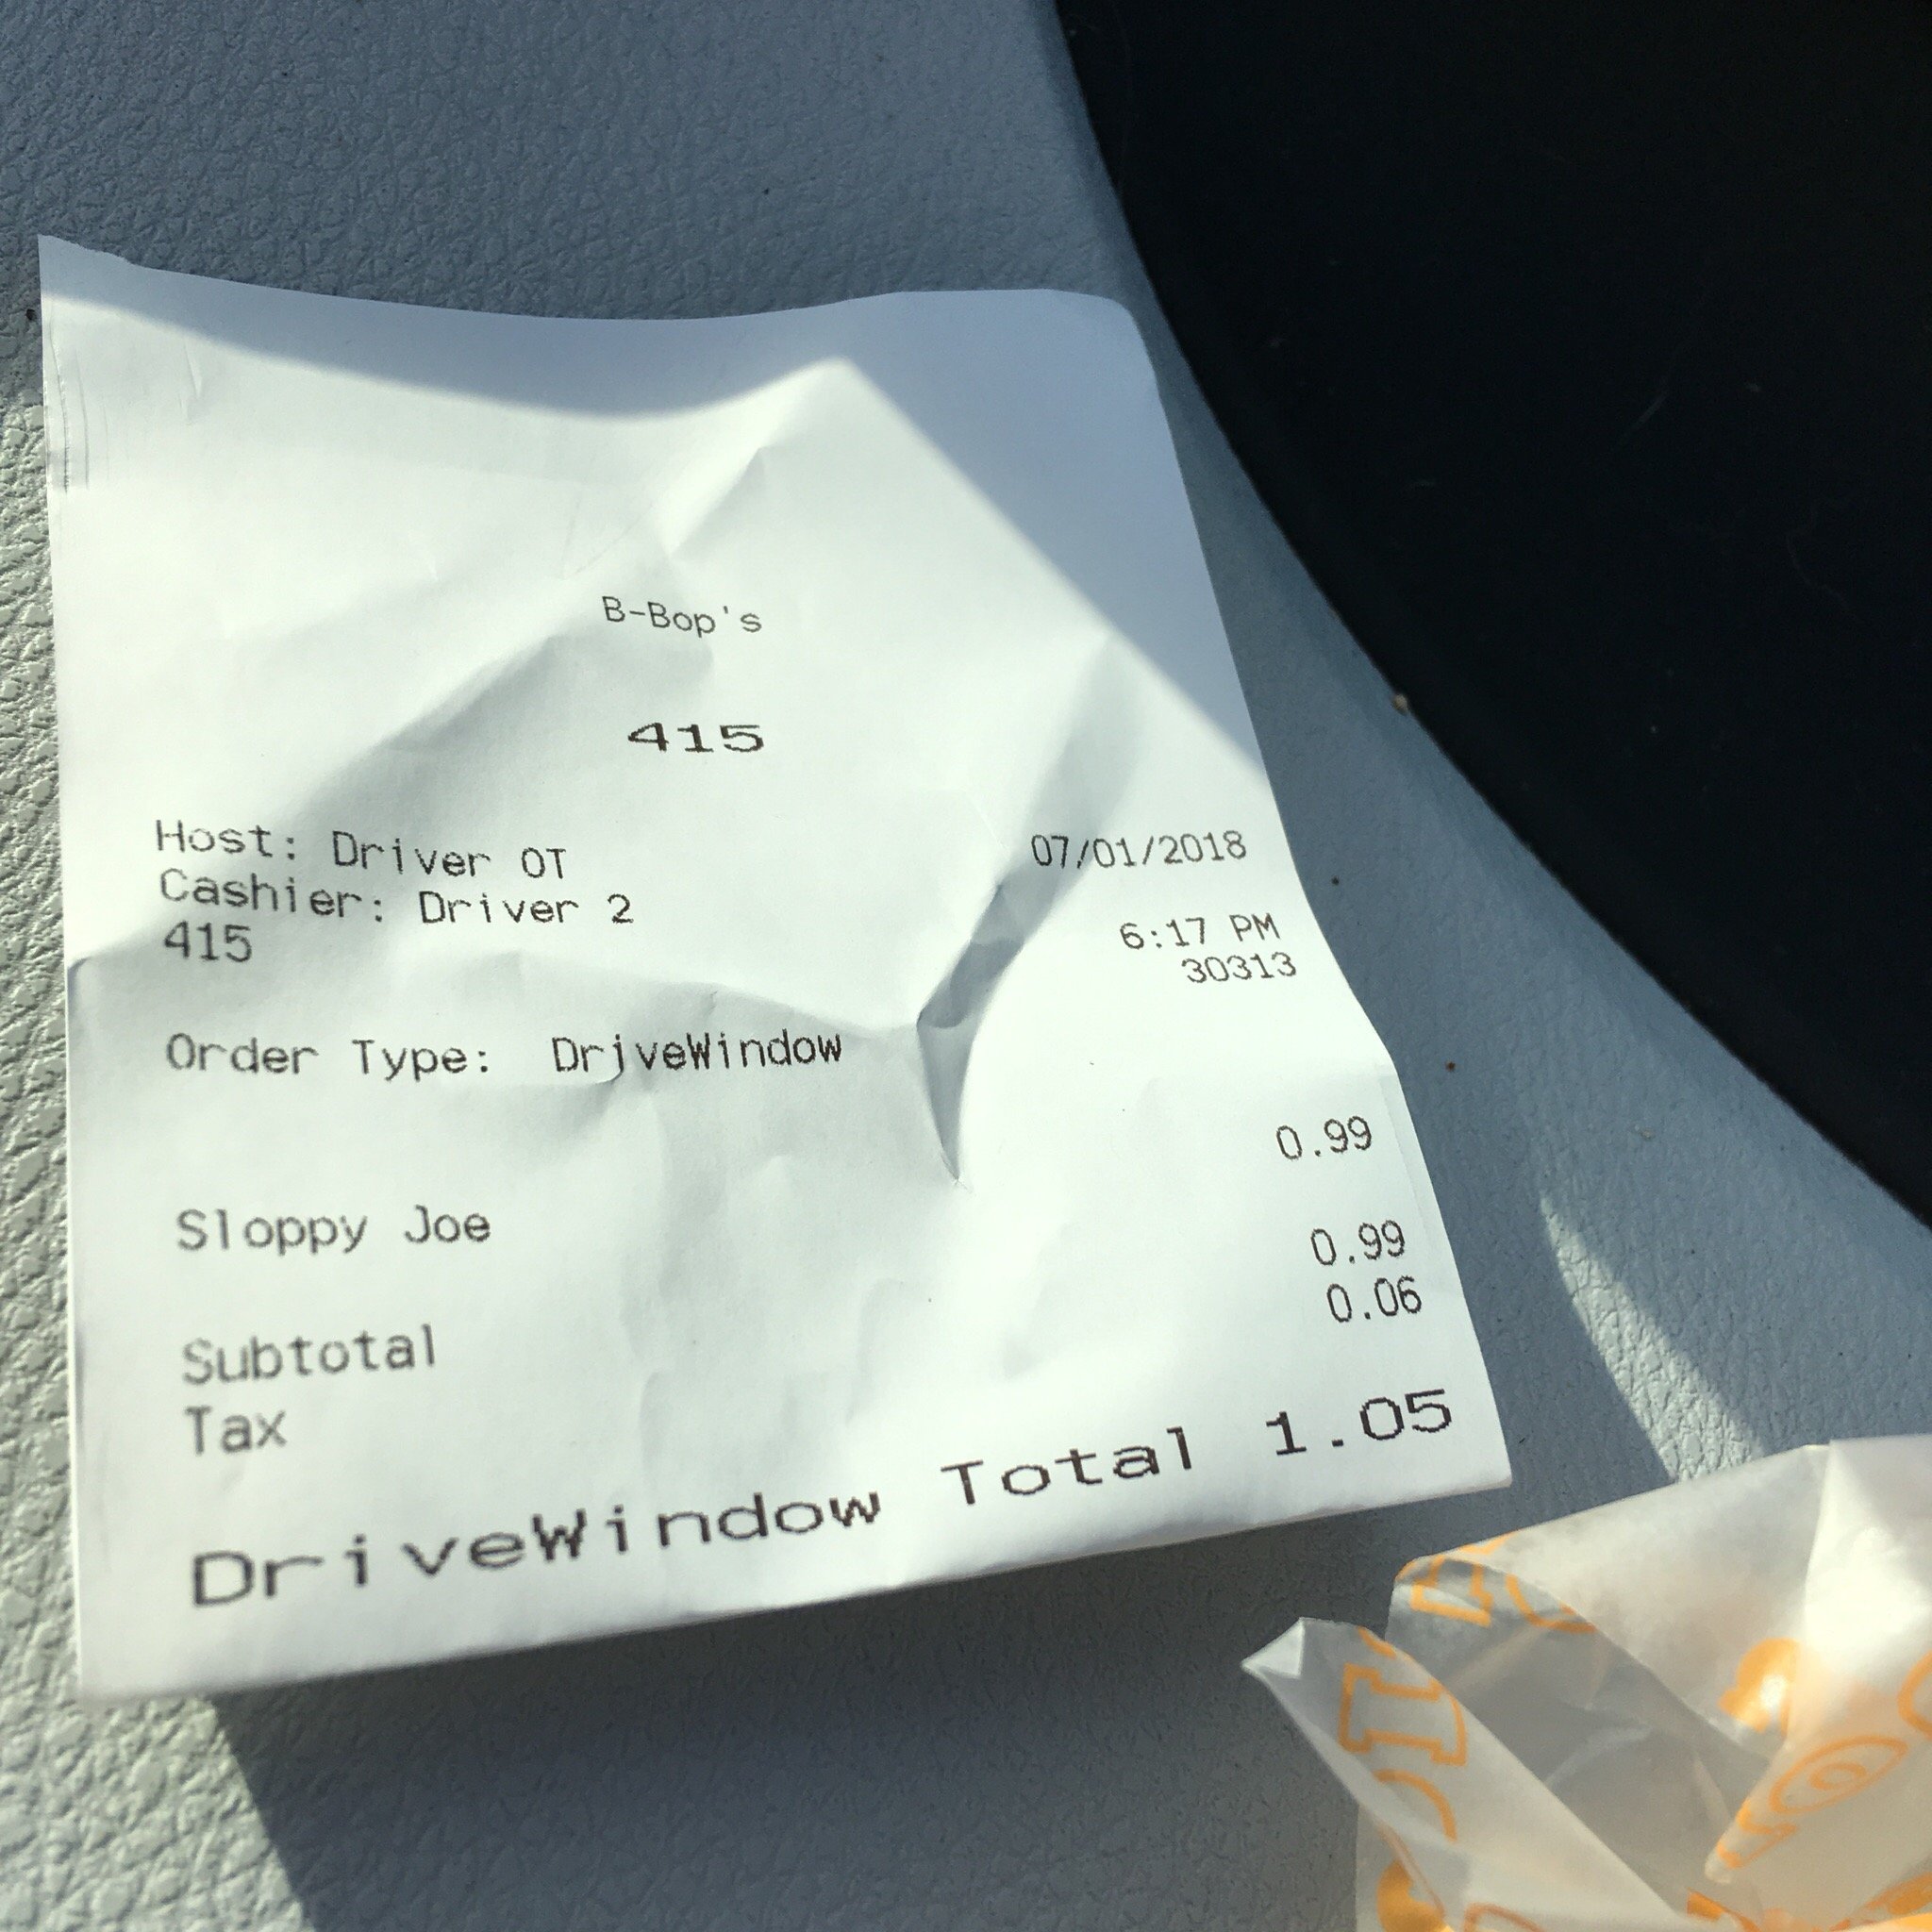 B-Bop's
415
Host: Driver OT 07/01/2018
Cashier: Driver 2 6:17 PM
415 30313
Order Type: DriveWindow
Sloppy Joe 0.99
Subtotal 0.99
Tax 0.06
DriveWindow Total 1.05